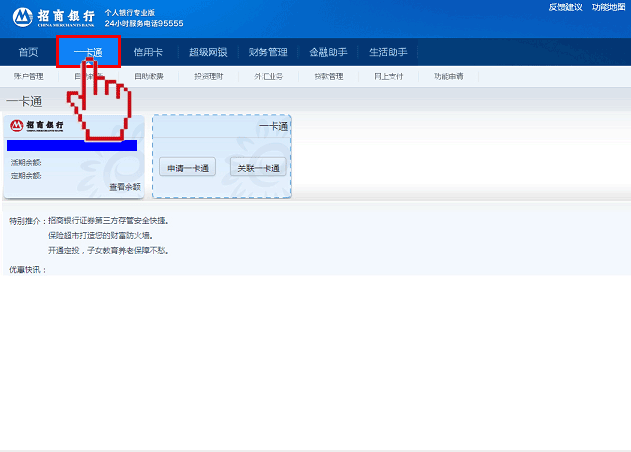 反馈建议 功能地图
招商银行 个人银行专业版
CHINA MERCHANTS BANK 24小时服务电话95555
首页 一卡通 信用卡 超级网银 财务管理 金融助手 生活助手
账户管理 自助缴费 投资理财 外汇业务 贷款管理 网上支付 功能申请
一卡通
招商银行
CHINA MERCHANTS BANK
活期余额:
定期余额:
查看余额
一卡通
申请一卡通 关联一卡通
特别推介：招商银行证券第三方存管安全快捷。
保险超市打造您的财富防火墙。
开通定投，子女教育养老保障不愁。
优惠快讯：